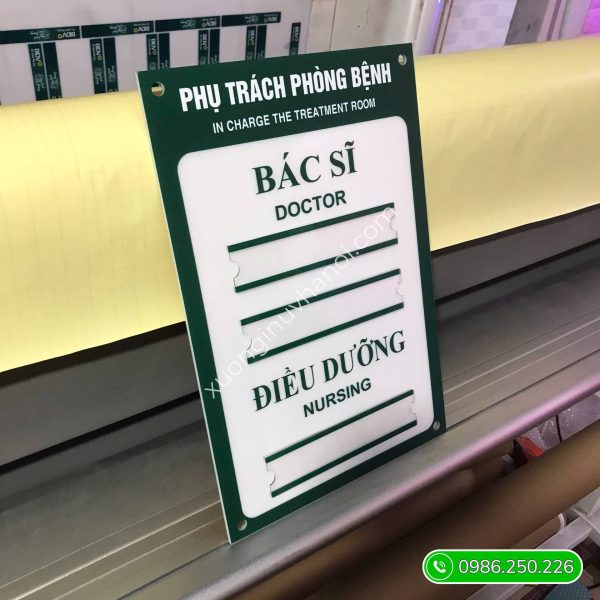 PHỤ TRÁCH PHÒNG BỆNH
IN CHARGE THE TREATMENT ROOM
BÁC SĨ
DOCTOR
ĐIỀU DƯỠNG
NURSING
xuonginuvhanoi.com
0986.250.226